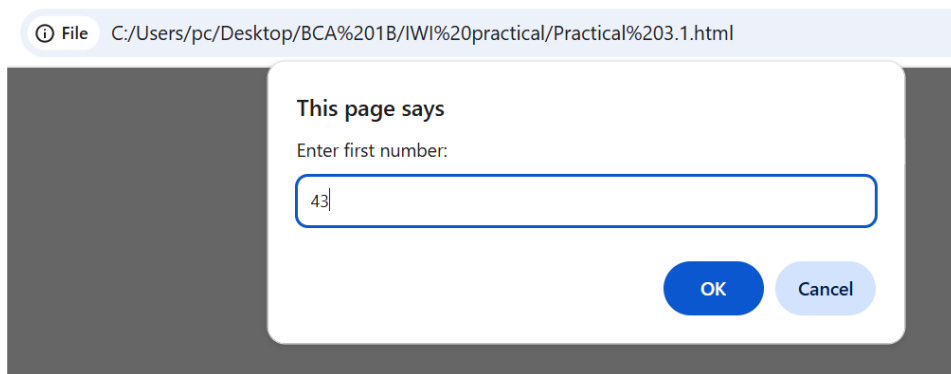 File C:/Users/pc/Desktop/BCA%201B/IWI%20practical/Practical%203.1.html
This page says
Enter first number:
43
OK Cancel